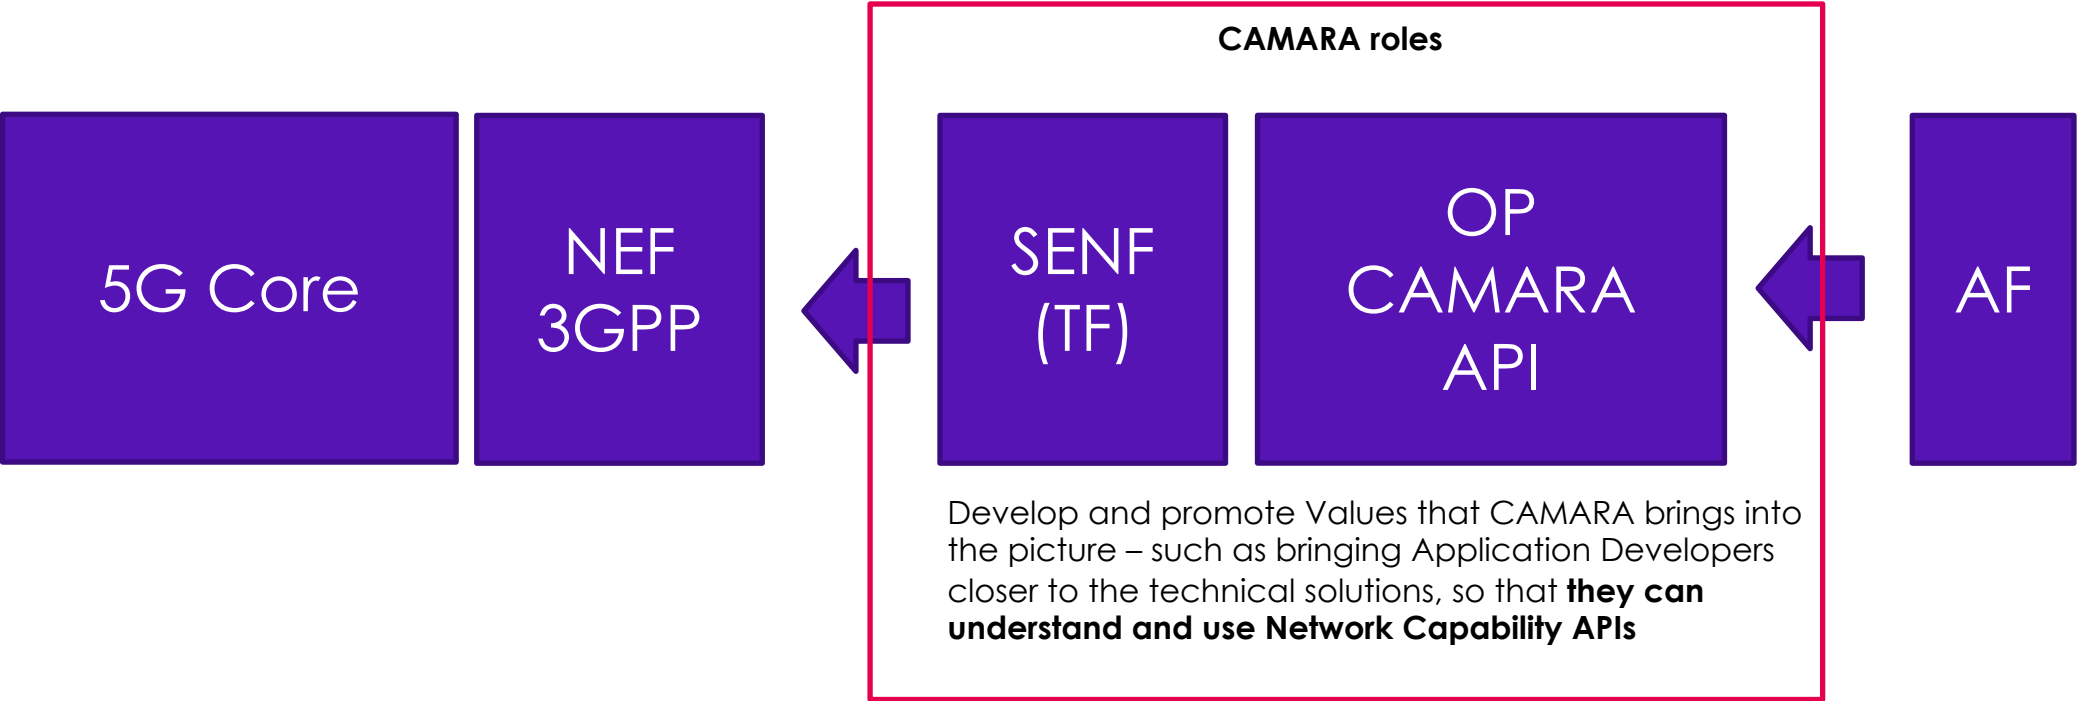 CAMARA roles
5G Core
NEF
3GPP
SENF
(TF)
OP
CAMARA
API
AF
Develop and promote Values that CAMARA brings into
the picture – such as bringing Application Developers
closer to the technical solutions, so that they can
understand and use Network Capability APIs